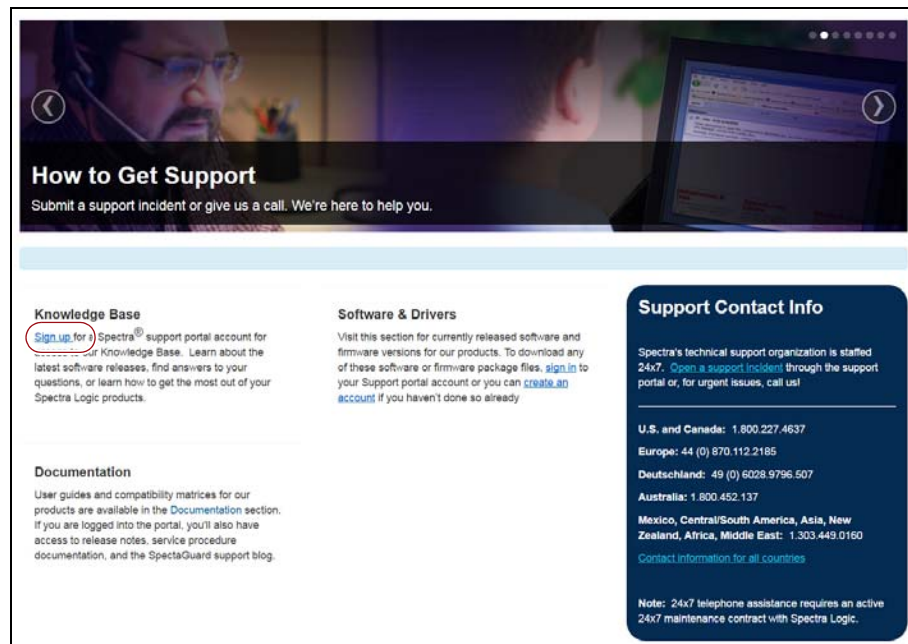 How to Get Support
Submit a support incident or give us a call. We're here to help you.
Knowledge Base
Sign up for a Spectra® support portal account for
access to our Knowledge Base. Learn about the
latest software releases, find answers to your
questions, or learn how to get the most out of your
Spectra Logic products.
Software & Drivers
Visit this section for currently released software and
firmware versions for our products. To download any
of these software or firmware package files, sign in to
your Support portal account or you can create an
account if you haven't done so already
Documentation
User guides and compatibility matrices for our
products are available in the Documentation section.
If you are logged into the portal, you'll also have
access to release notes, service procedure
documentation, and the SpectaGuard support blog.
Support Contact Info
Spectra's technical support organization is staffed
24x7. Open a support incident through the support
portal or, for urgent issues, call us!
U.S. and Canada: 1.800.227.4637
Europe: 44 (0) 870.112.2185
Deutschland: 49 (0) 6028.9796.507
Australia: 1.800.452.137
Mexico, Central/South America, Asia, New
Zealand, Africa, Middle East: 1.303.449.0160
Contact information for all countries
Note: 24x7 telephone assistance requires an active
24x7 maintenance contract with Spectra Logic.